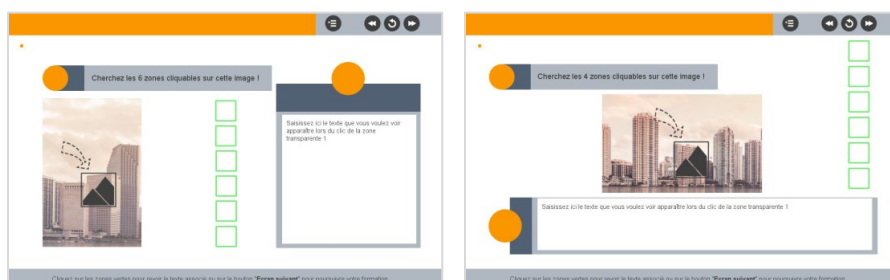 Cherchez les 6 zones cliquables sur cette image !
Saisissez ici le texte que vous voulez voir
apparaître lors du clic de la zone
transparente 1
Cliquez sur les zones vertes pour revoir le texte associé ou sur le bouton "Ecran suivant" pour poursuivre votre formation.
Cherchez les 4 zones cliquables sur cette image !
Saisissez ici le texte que vous voulez voir apparaître lors du clic de la zone transparente 1
Cliquez sur les zones vertes pour revoir le texte associé ou sur le bouton "Ecran suivant" pour poursuivre votre formation.